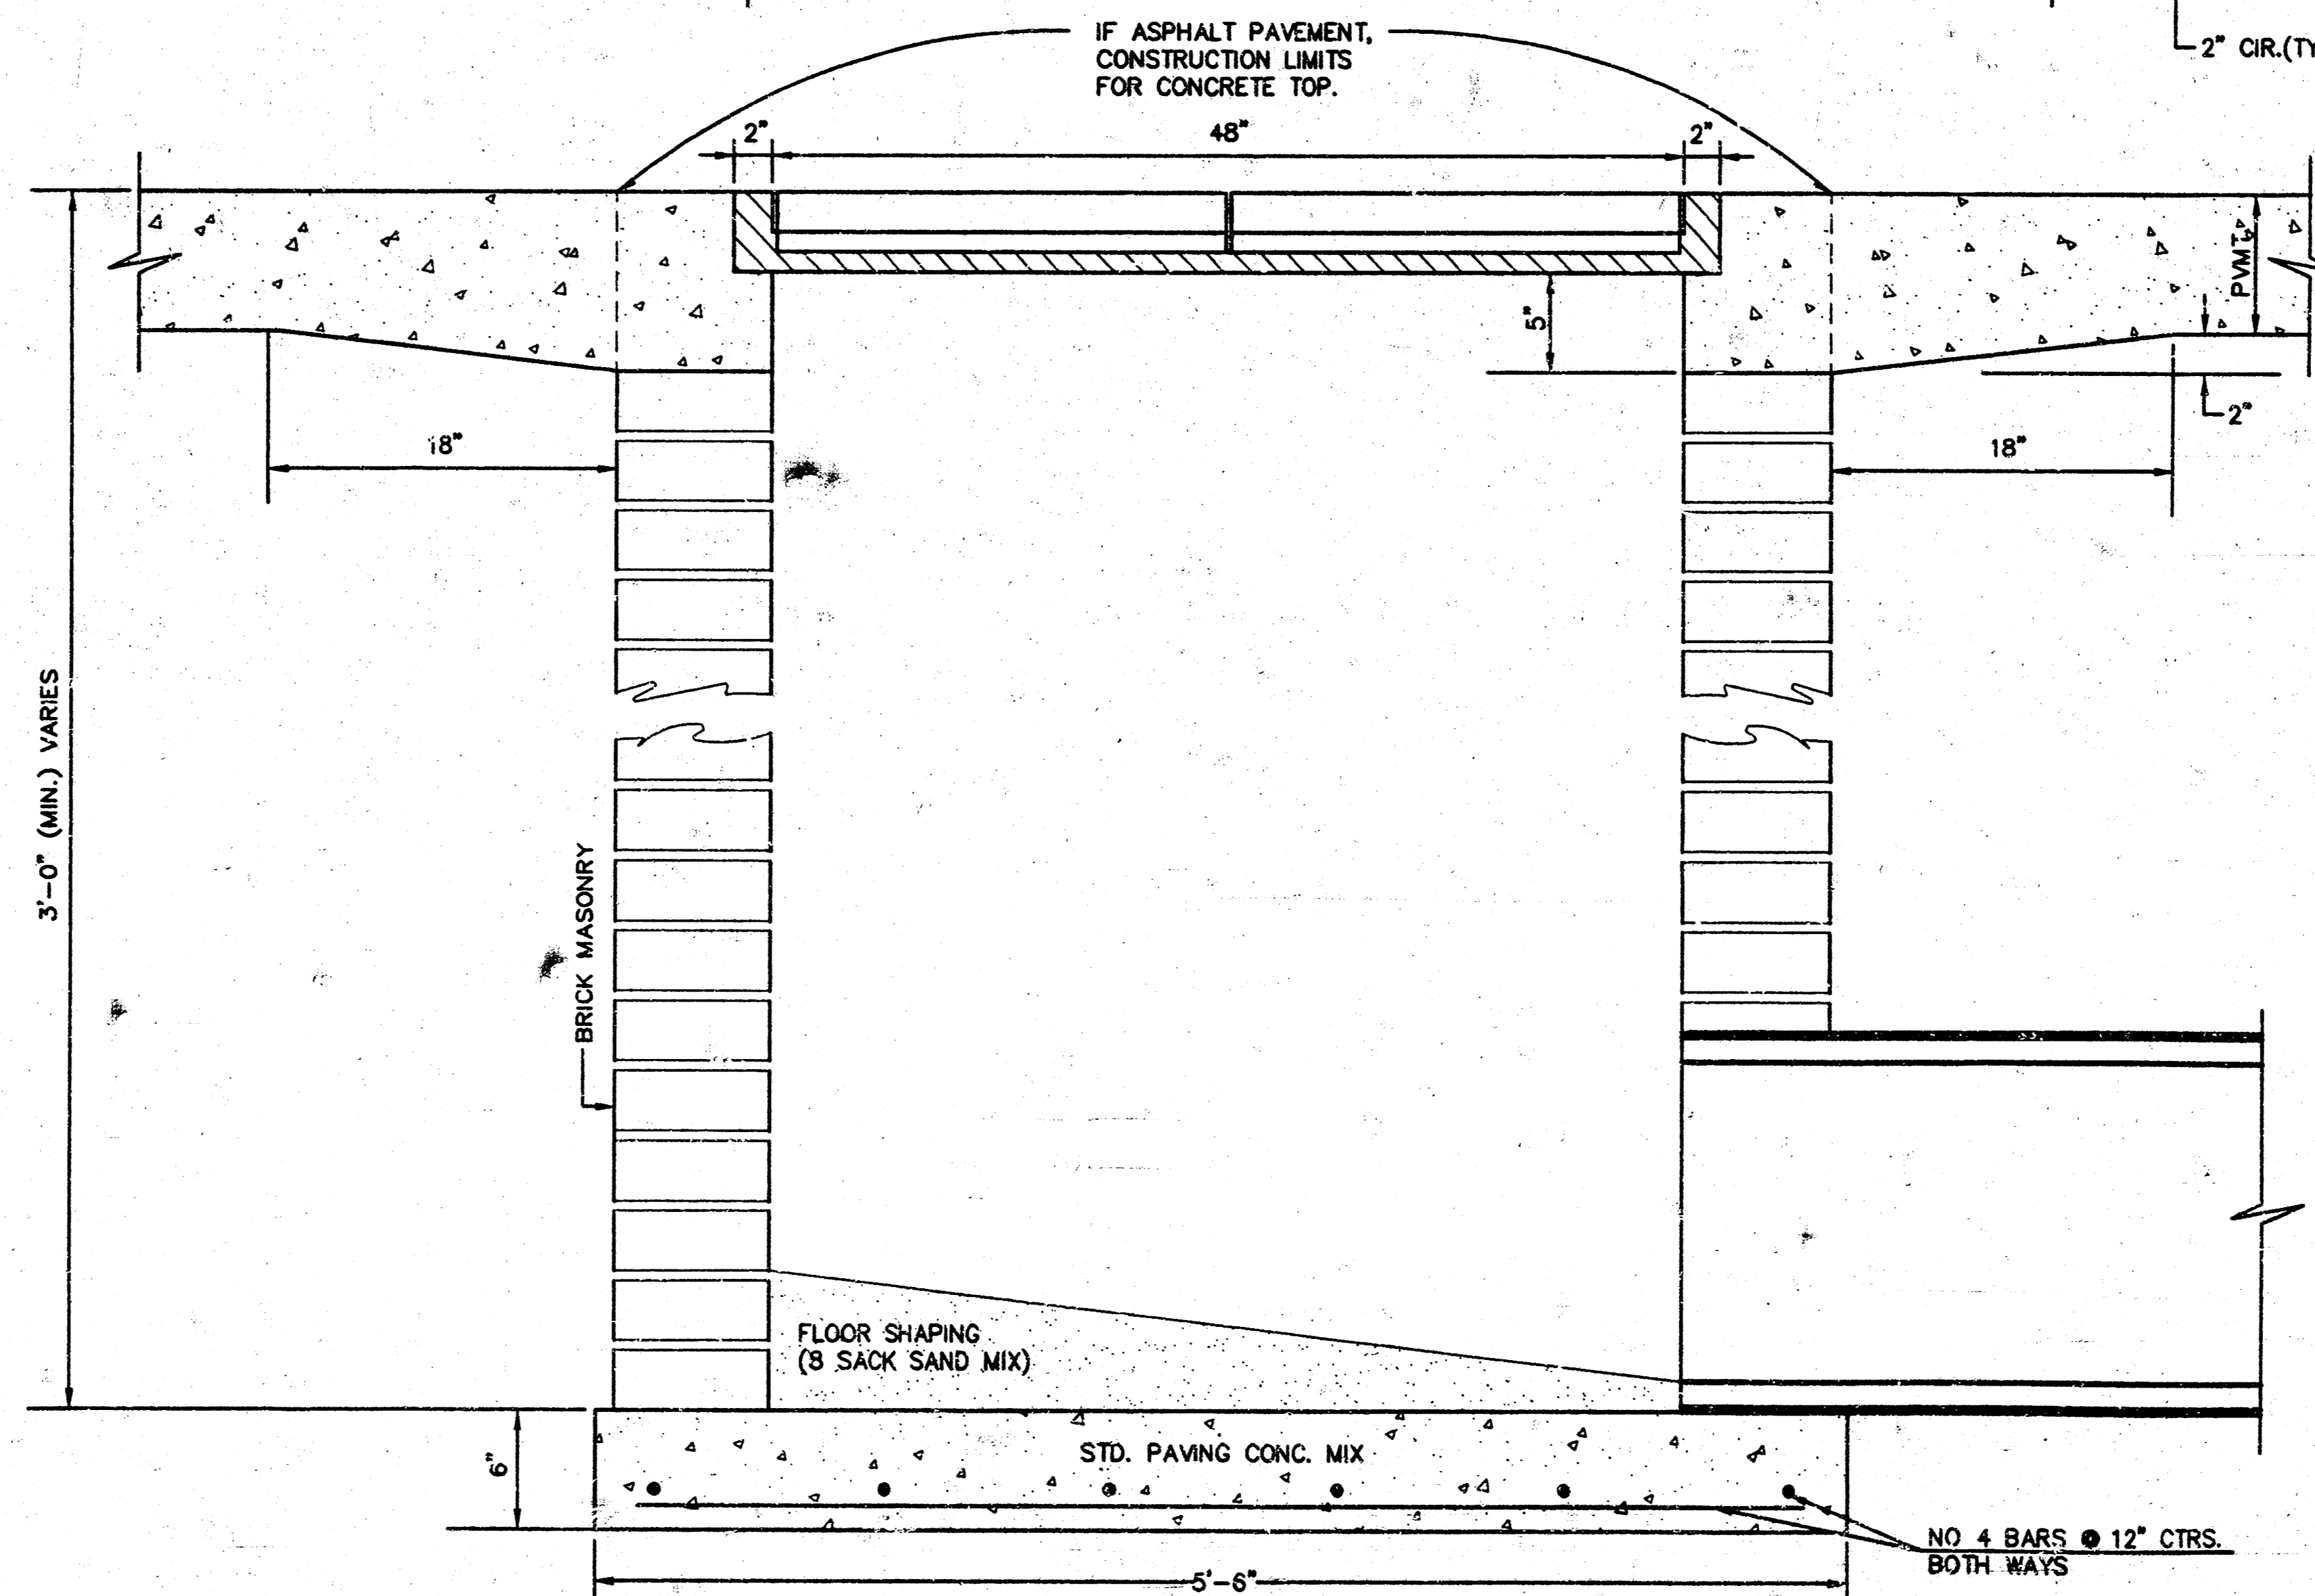 IF ASPHALT PAVEMENT,
CONSTRUCTION LIMITS
FOR CONCRETE TOP.
2" CIR.(TY
2"
48"
2"
PVMT.
5"
2"
18"
18"
3'-0" (MIN.) VARIES
BRICK MASONRY
FLOOR SHAPING
(8 SACK SAND MIX)
STD. PAVING CONC. MIX
6"
NO 4 BARS @ 12" CTRS.
BOTH WAYS
5'-6"